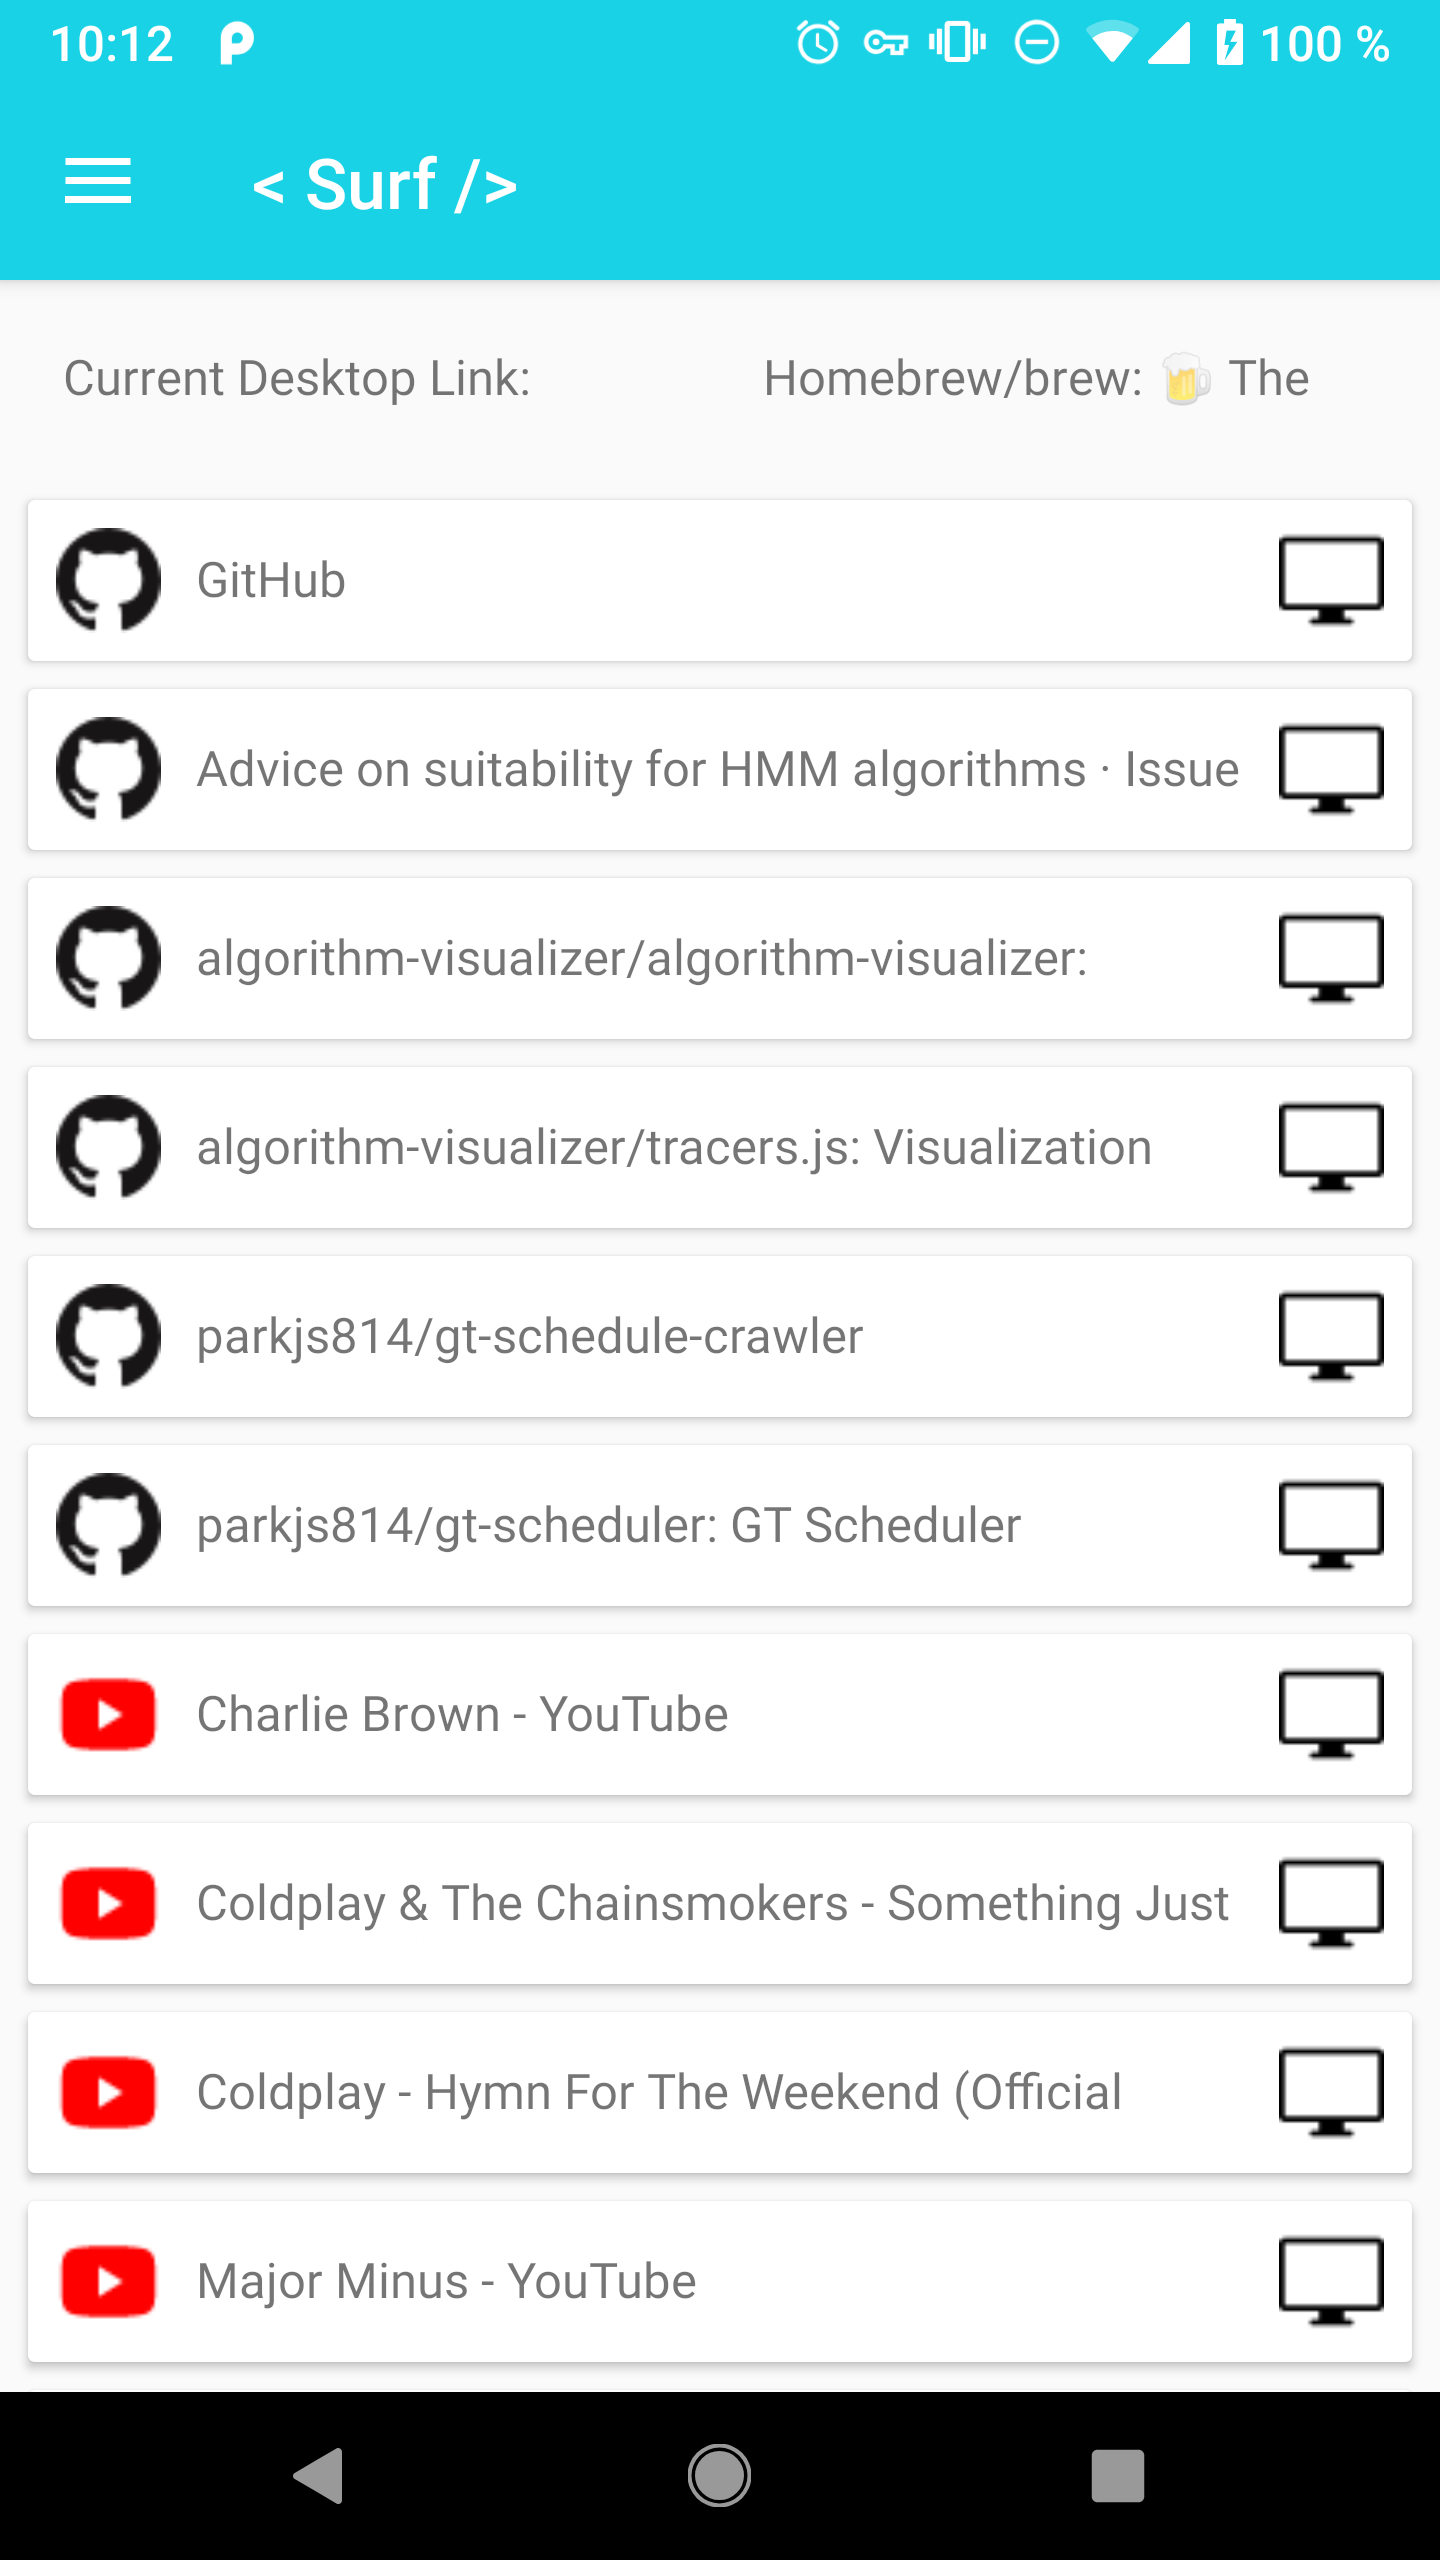 10:12 100 %
< Surf />
Current Desktop Link: Homebrew/brew: 🍺 The
GitHub
Advice on suitability for HMM algorithms · Issue
algorithm-visualizer/algorithm-visualizer:
algorithm-visualizer/tracers.js: Visualization
parkjs814/gt-schedule-crawler
parkjs814/gt-scheduler: GT Scheduler
Charlie Brown - YouTube
Coldplay & The Chainsmokers - Something Just
Coldplay - Hymn For The Weekend (Official
Major Minus - YouTube